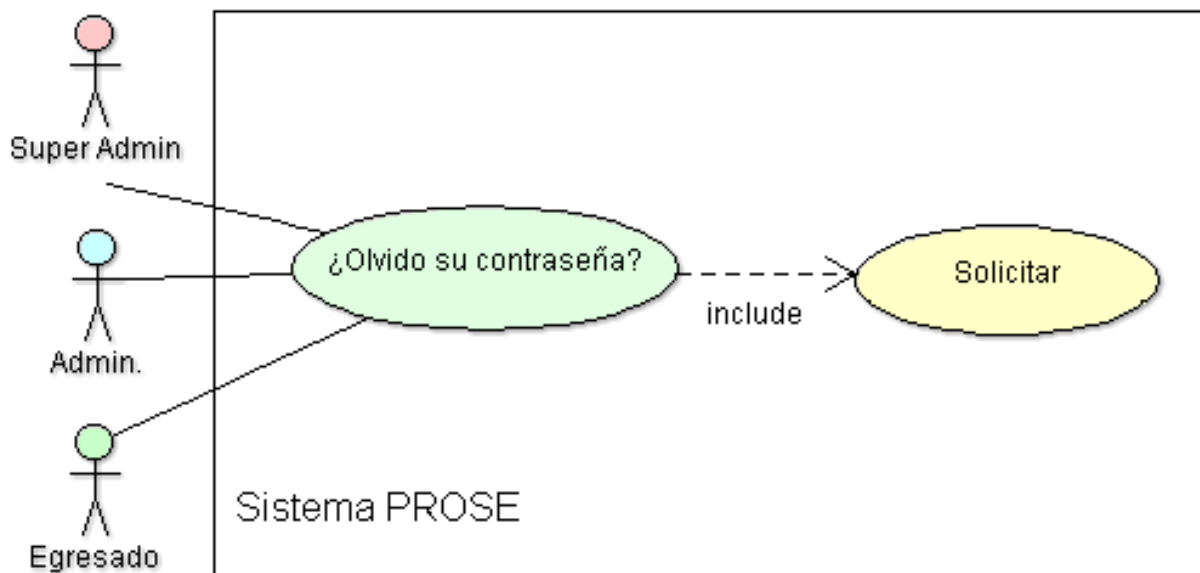 Super Admin
¿Olvido su contraseña?
Solicitar
include
Admin.
Sistema PROSE
Egresado